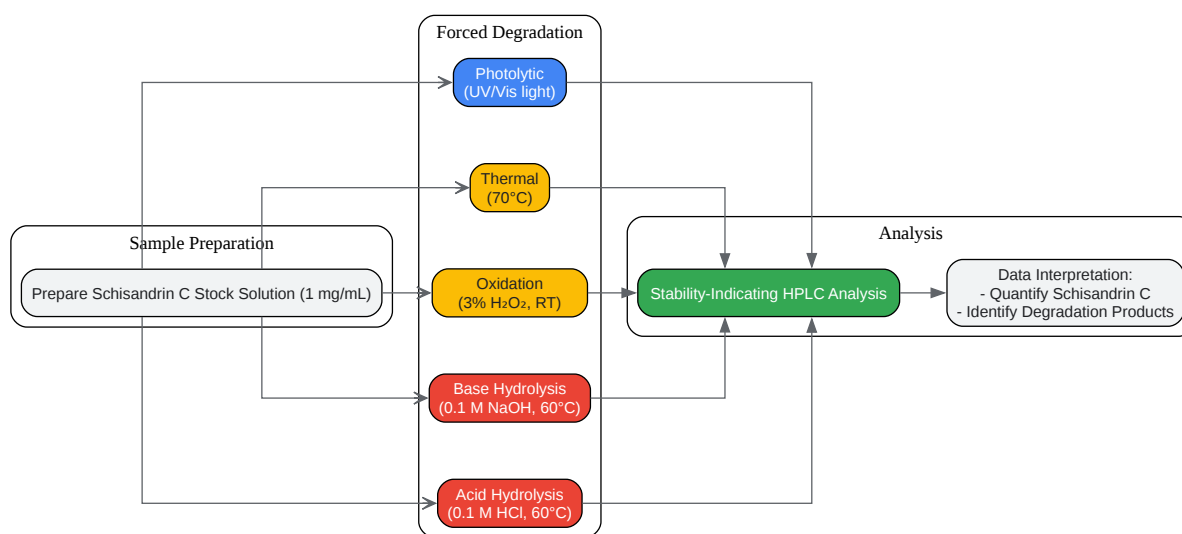 Sample Preparation
Prepare Schisandrin C Stock Solution (1 mg/mL)
Forced Degradation
Photolytic
(UV/Vis light)
Thermal
(70°C)
Oxidation
(3% H₂O₂, RT)
Base Hydrolysis
(0.1 M NaOH, 60°C)
Acid Hydrolysis
(0.1 M HCl, 60°C)
Analysis
Stability-Indicating HPLC Analysis
Data Interpretation:
- Quantify Schisandrin C
- Identify Degradation Products